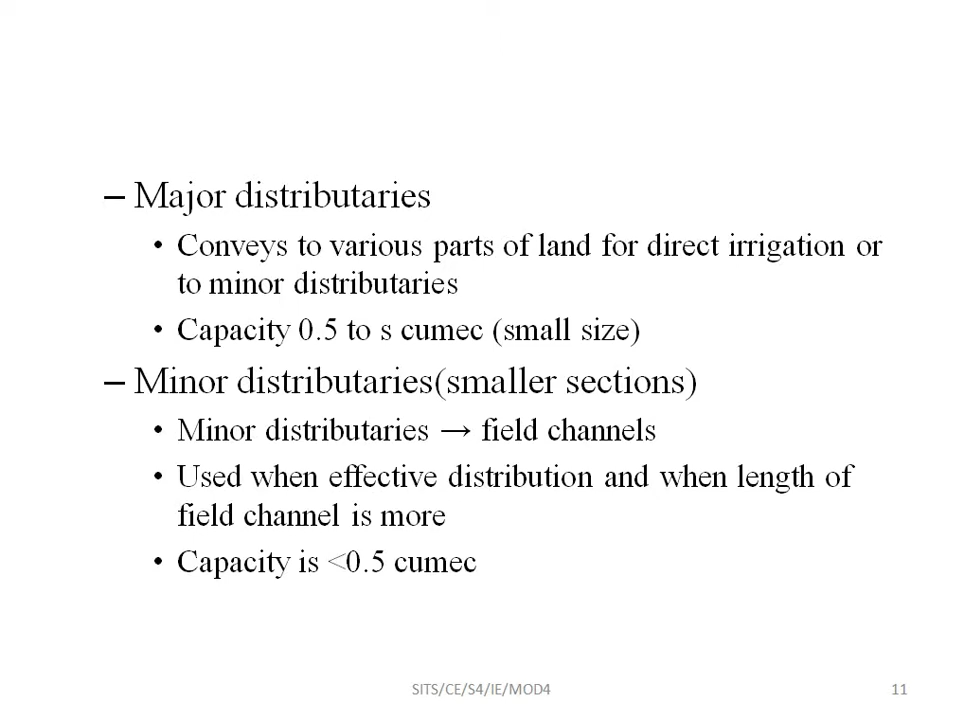 – Major distributaries
• Conveys to various parts of land for direct irrigation or
to minor distributaries
• Capacity 0.5 to s cumec (small size)
– Minor distributaries(smaller sections)
• Minor distributaries → field channels
• Used when effective distribution and when length of
field channel is more
• Capacity is <0.5 cumec
SITS/CE/S4/IE/MOD4
11